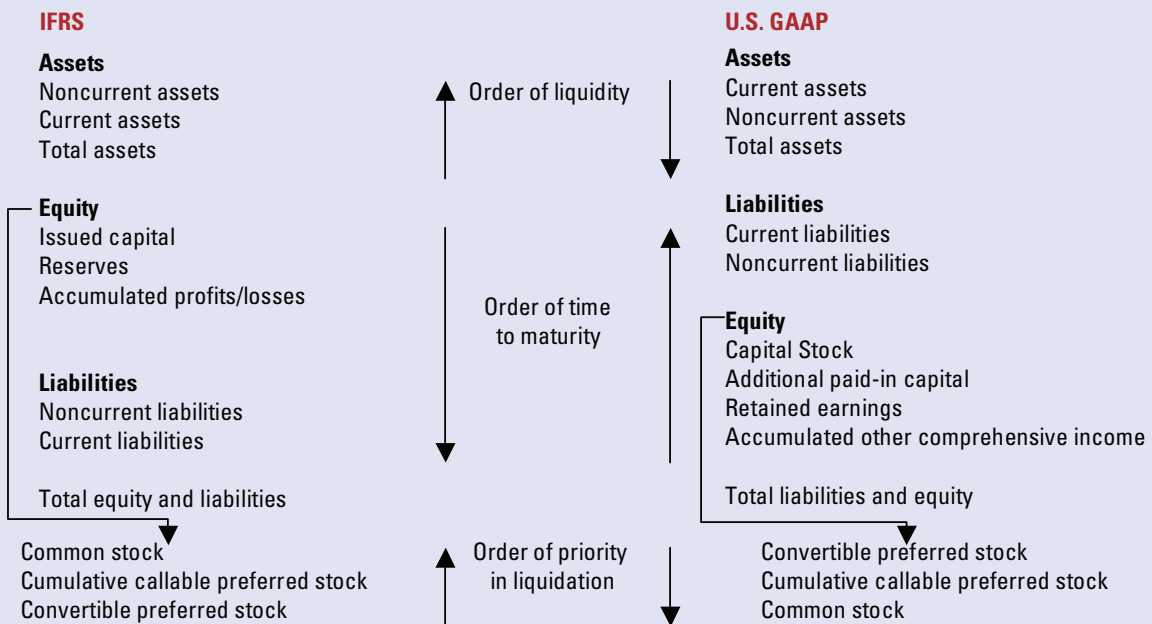 IFRS
Assets
Noncurrent assets
Current assets
Total assets
Equity
Issued capital
Reserves
Accumulated profits/losses
Liabilities
Noncurrent liabilities
Current liabilities
Total equity and liabilities
Common stock
Cumulative callable preferred stock
Convertible preferred stock
Order of liquidity
Order of time
to maturity
Order of priority
in liquidation
U.S. GAAP
Assets
Current assets
Noncurrent assets
Total assets
Liabilities
Current liabilities
Noncurrent liabilities
Equity
Capital Stock
Additional paid-in capital
Retained earnings
Accumulated other comprehensive income
Total liabilities and equity
Convertible preferred stock
Cumulative callable preferred stock
Common stock